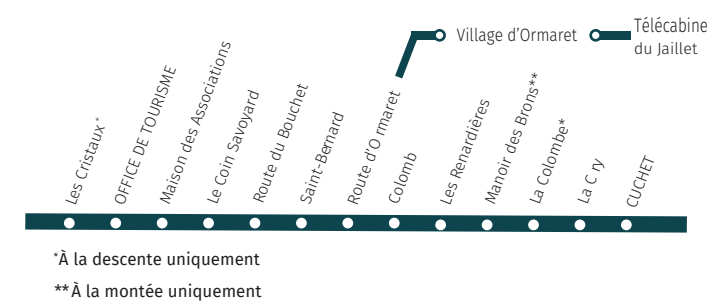 Village d'Ormaret
Télécabine
du Jaillet
Les Cristaux*
OFFICE DE TOURISME
Maison des Associations
Le Coin Savoyard
Route du Bouchet
Saint-Bernard
Route d'O rmaret
Colomb
Les Renardières
Manoir des Brons**
La Colombe*
La C ry
CUCHET
*À la descente uniquement
**À la montée uniquement